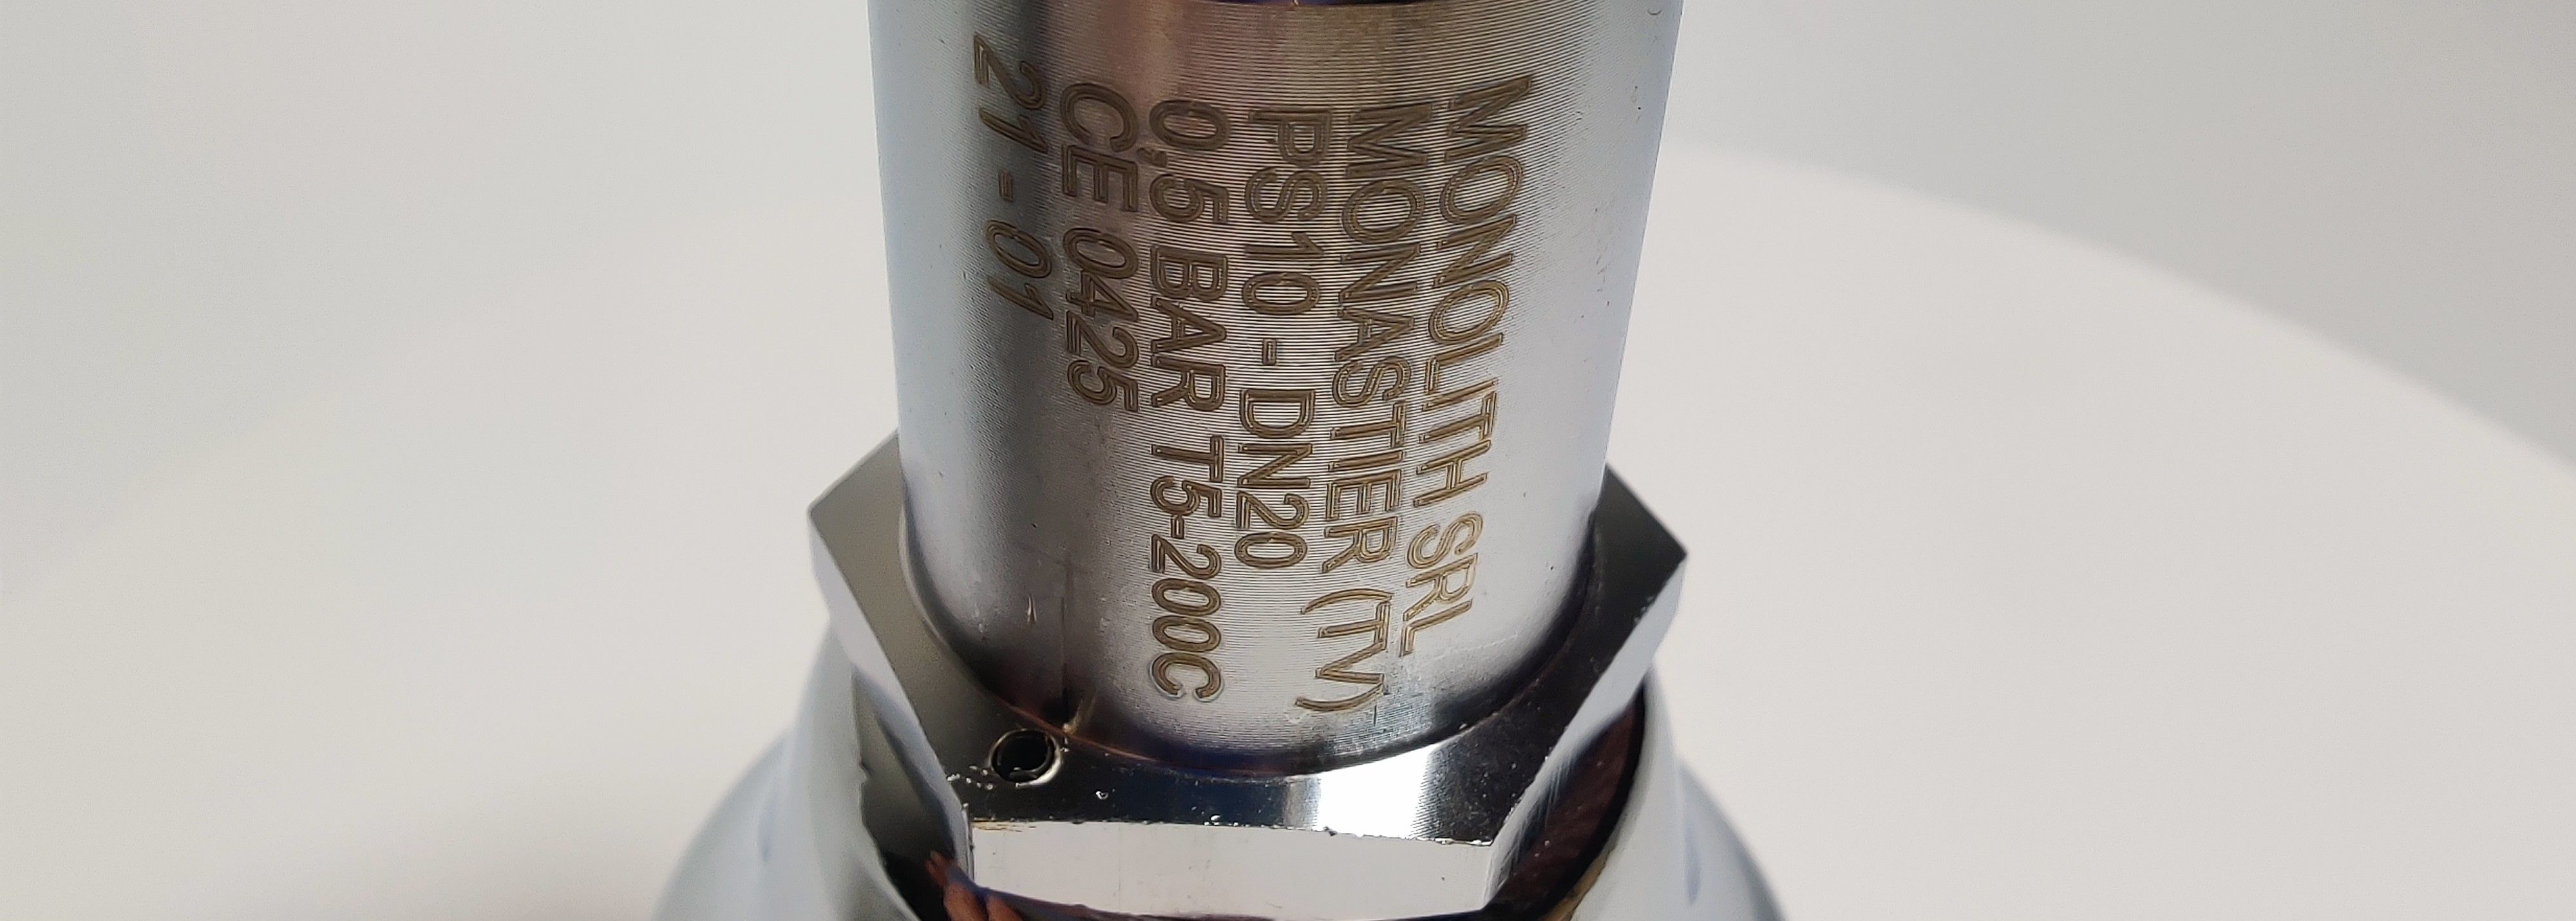 MONOLITH SRL
MONASTIER (TV)
PS10 - DN20
0,5 BAR T5-200C
CE 0425
21 - 01